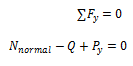 ∑F_y = 0
N_normal − Q + P_y = 0